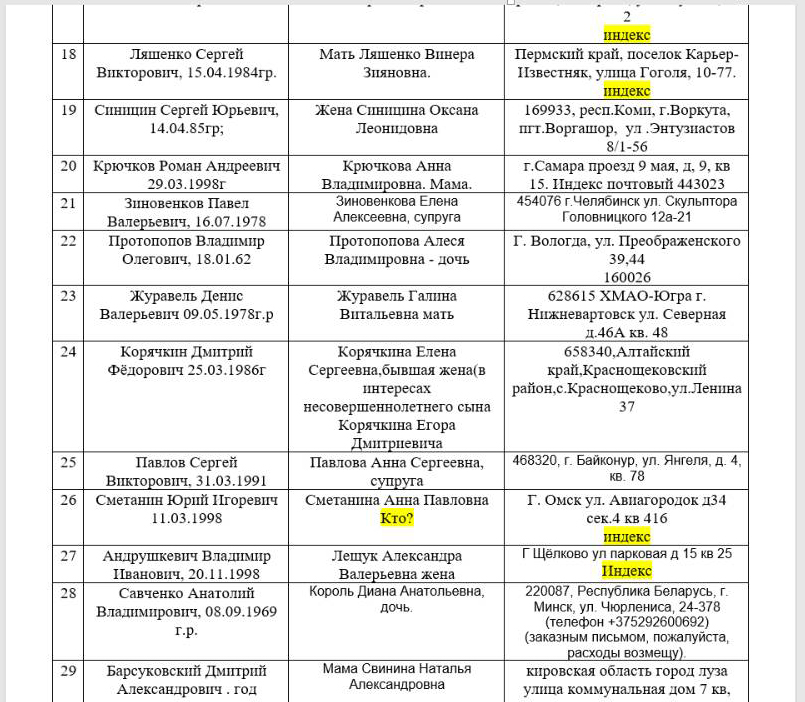 2
индекс
18
Ляшенко Сергей
Викторович, 15.04.1984гр.
Мать Ляшенко Винера
Зияновна.
Пермский край, поселок Карьер-
Известняк, улица Гоголя, 10-77.
индекс
19
Синицин Сергей Юрьевич,
14.04.85гр;
Жена Синицина Оксана
Леонидовна
169933, респ.Коми, г.Воркута,
пгт.Воргашор, ул .Энтузиастов
8/1-56
20
Крючков Роман Андреевич
29.03.1998г
Крючкова Анна
Владимировна. Мама.
г.Самара проезд 9 мая, д, 9, кв
15. Индекс почтовый 443023
21
Зиновенков Павел
Валерьевич, 16.07.1978
Зиновенкова Елена
Алексеевна, супруга
454076 г.Челябинск ул. Скульптора
Головницкого 12а-21
22
Протопопов Владимир
Олегович, 18.01.62
Протопопова Алеся
Владимировна - дочь
Г. Вологда, ул. Преображенского
39,44
160026
23
Журавель Денис
Валерьевич 09.05.1978г.р
Журавель Галина
Витальевна мать
628615 ХМАО-Югра г.
Нижневартовск ул. Северная
д.46А кв. 48
24
Корячкин Дмитрий
Фёдорович 25.03.1986г
Корячкина Елена
Сергеевна,бывшая жена(в
интересах
несовершеннолетнего сына
Корячкина Егора
Дмитриевича
658340,Алтайский
край,Краснощековский
район,с.Краснощеково,ул.Ленина
37
25
Павлов Сергей
Викторович, 31.03.1991
Павлова Анна Сергеевна,
супруга
468320, г. Байконур, ул. Янгеля, д. 4,
кв. 78
26
Сметанин Юрий Игоревич
11.03.1998
Сметанина Анна Павловна
Кто?
Г. Омск ул. Авиагородок д34
сек.4 кв 416
индекс
27
Андрушкевич Владимир
Иванович, 20.11.1998
Лещук Александра
Валерьевна жена
Г Щёлково ул парковая д 15 кв 25
Индекс
28
Савченко Анатолий
Владимирович, 08.09.1969
г.р.
Король Диана Анатольевна,
дочь.
220087, Республика Беларусь, г.
Минск, ул. Чюрлениса, 24-378
(телефон +375292600692)
(заказным письмом, пожалуйста,
расходы возмещу).
29
Барсуковский Дмитрий
Александрович . год
Мама Свинина Наталья
Александровна
кировская область город луза
улица коммунальная дом 7 кв,